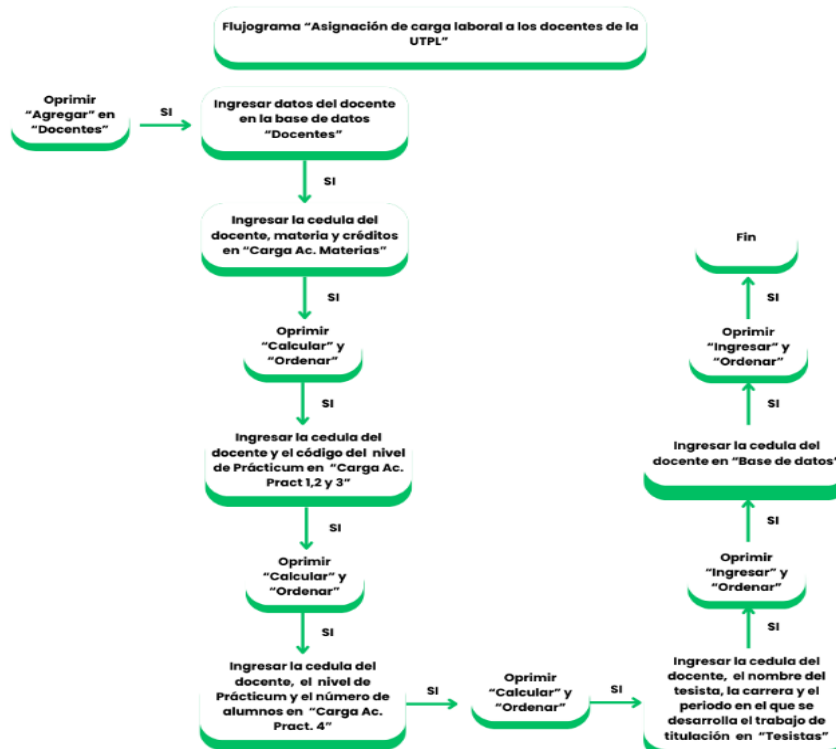 Flujograma “Asignación de carga laboral a los docentes de la
UTPL”
Oprimir
“Agregar” en
“Docentes”
SI
Ingresar datos del docente
en la base de datos
“Docentes”
SI
Ingresar la cedula del
docente, materia y créditos
en “Carga Ac. Materias”
SI
Oprimir
“Calcular” y
“Ordenar”
SI
Ingresar la cedula del
docente y el código del nivel
de Prácticum en “Carga Ac.
Pract 1,2 y 3”
SI
Oprimir
“Calcular” y
“Ordenar”
SI
Ingresar la cedula del
docente, el nivel de
Prácticum y el número de
alumnos en “Carga Ac.
Pract. 4”
SI
Oprimir
“Calcular” y
“Ordenar”
SI
Ingresar la cedula del
docente, el nombre del
tesista, la carrera y el
periodo en el que se
desarrolla el trabajo de
titulación en “Tesistas”
SI
Oprimir
“Ingresar” y
“Ordenar”
SI
Ingresar la cedula del
docente en “Base de datos”
SI
Oprimir
“Ingresar” y
“Ordenar”
SI
Fin